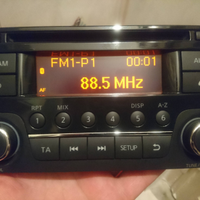 FM1-P1 00:01
88.5 MHz
AF
AM
RPT MIX DISP A-Z
1 2 3 4 5 6
TA SETUP